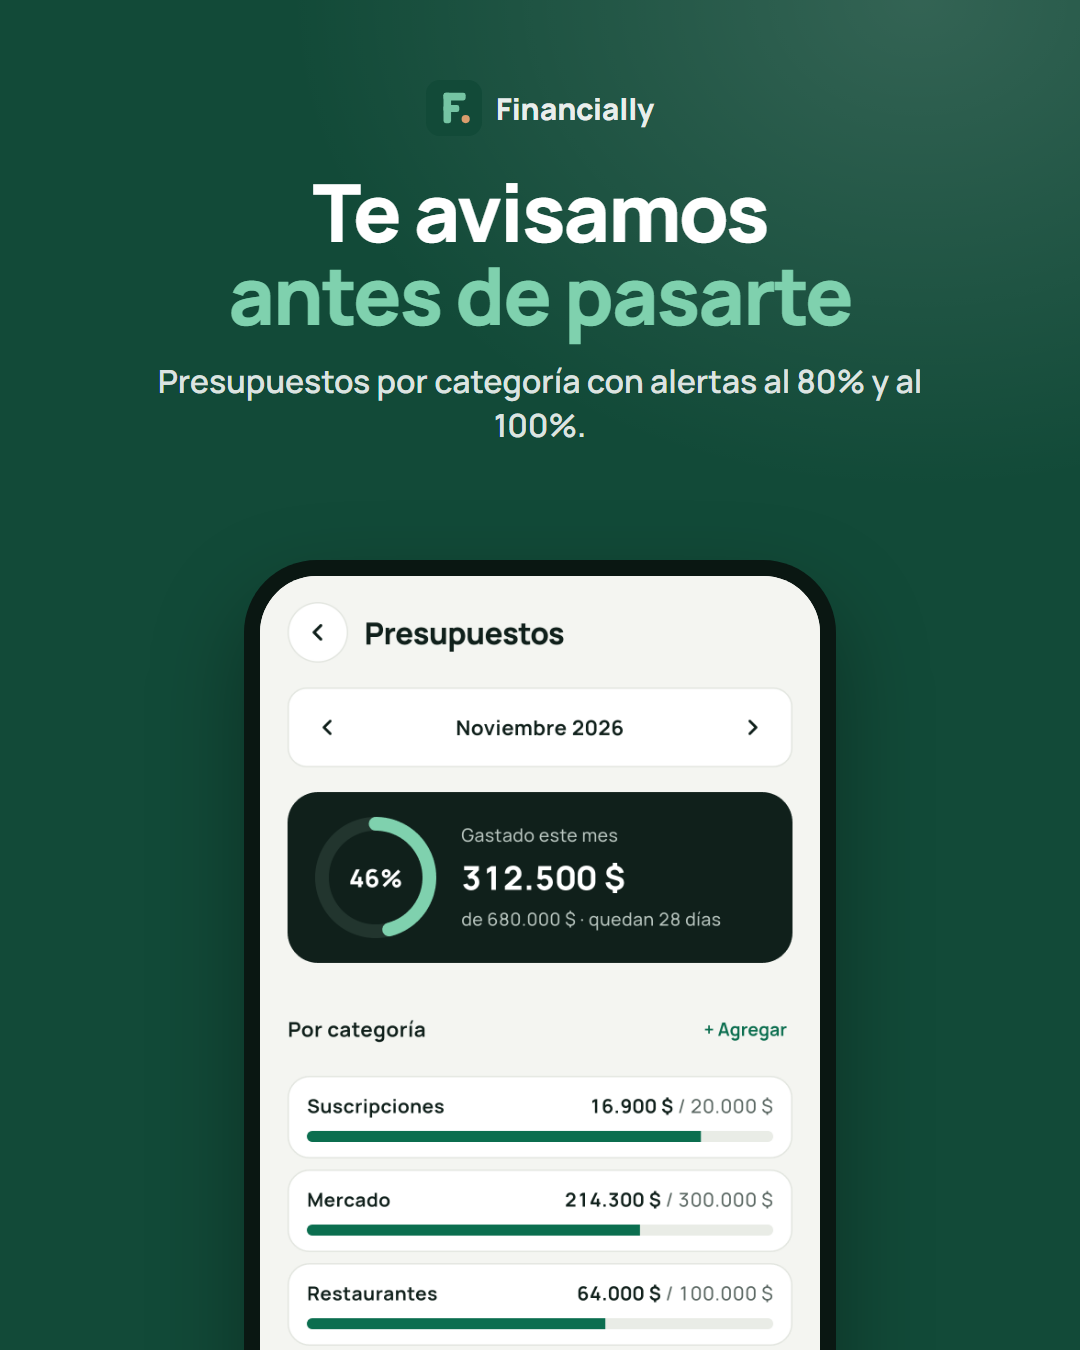 F.
Financially
Te avisamos
antes de pasarte
Presupuestos por categoría con alertas al 80% y al
100%.
Presupuestos
Noviembre 2026
46%
Gastado este mes
312.500 $
de 680.000 $ · quedan 28 días
Por categoría
+ Agregar
Suscripciones 16.900 $ / 20.000 $
Mercado 214.300 $ / 300.000 $
Restaurantes 64.000 $ / 100.000 $